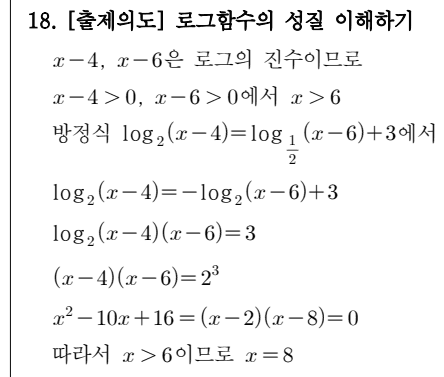 18. [출제의도] 로그함수의 성질 이해하기
x−4, x−6은 로그의 진수이므로
x−4>0, x−6>0에서 x>6
방정식 log₂(x−4)=log_{1/2}(x−6)+3에서
log₂(x−4)=−log₂(x−6)+3
log₂(x−4)(x−6)=3
(x−4)(x−6)=2³
x²−10x+16=(x−2)(x−8)=0
따라서 x>6이므로 x=8